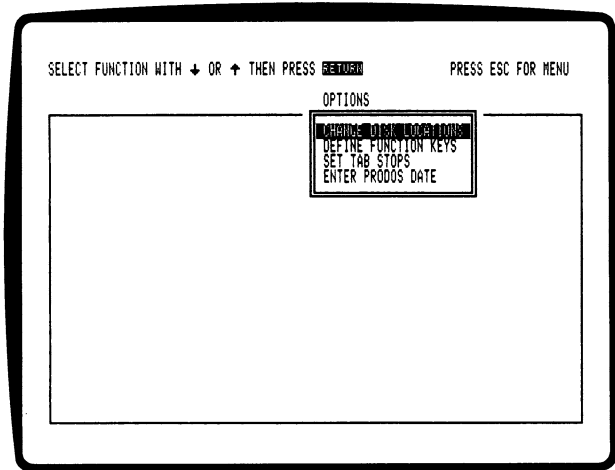 SELECT FUNCTION WITH ↓ OR ↑ THEN PRESS RETURN PRESS ESC FOR MENU
OPTIONS
CHANGE DISK LOCATIONS
DEFINE FUNCTION KEYS
SET TAB STOPS
ENTER PRODOS DATE